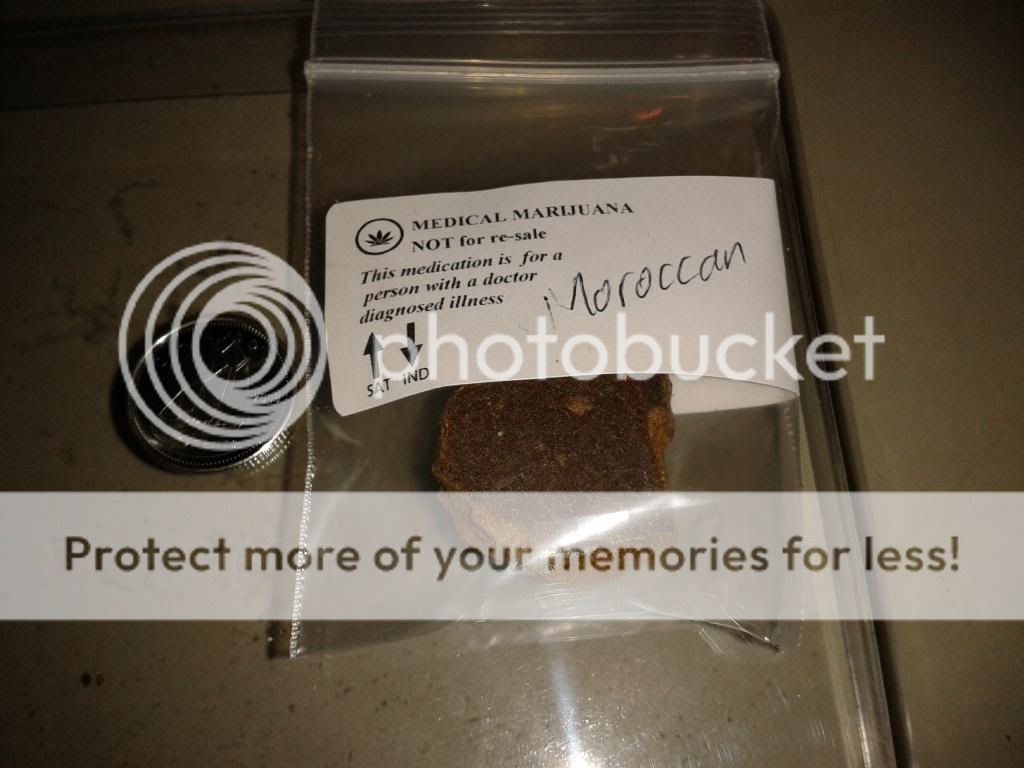 MEDICAL MARIJUANA
NOT for re-sale
This medication is for a
person with a doctor
diagnosed illness
Moroccan
SAT IND
photobucket
Protect more of your memories for less!